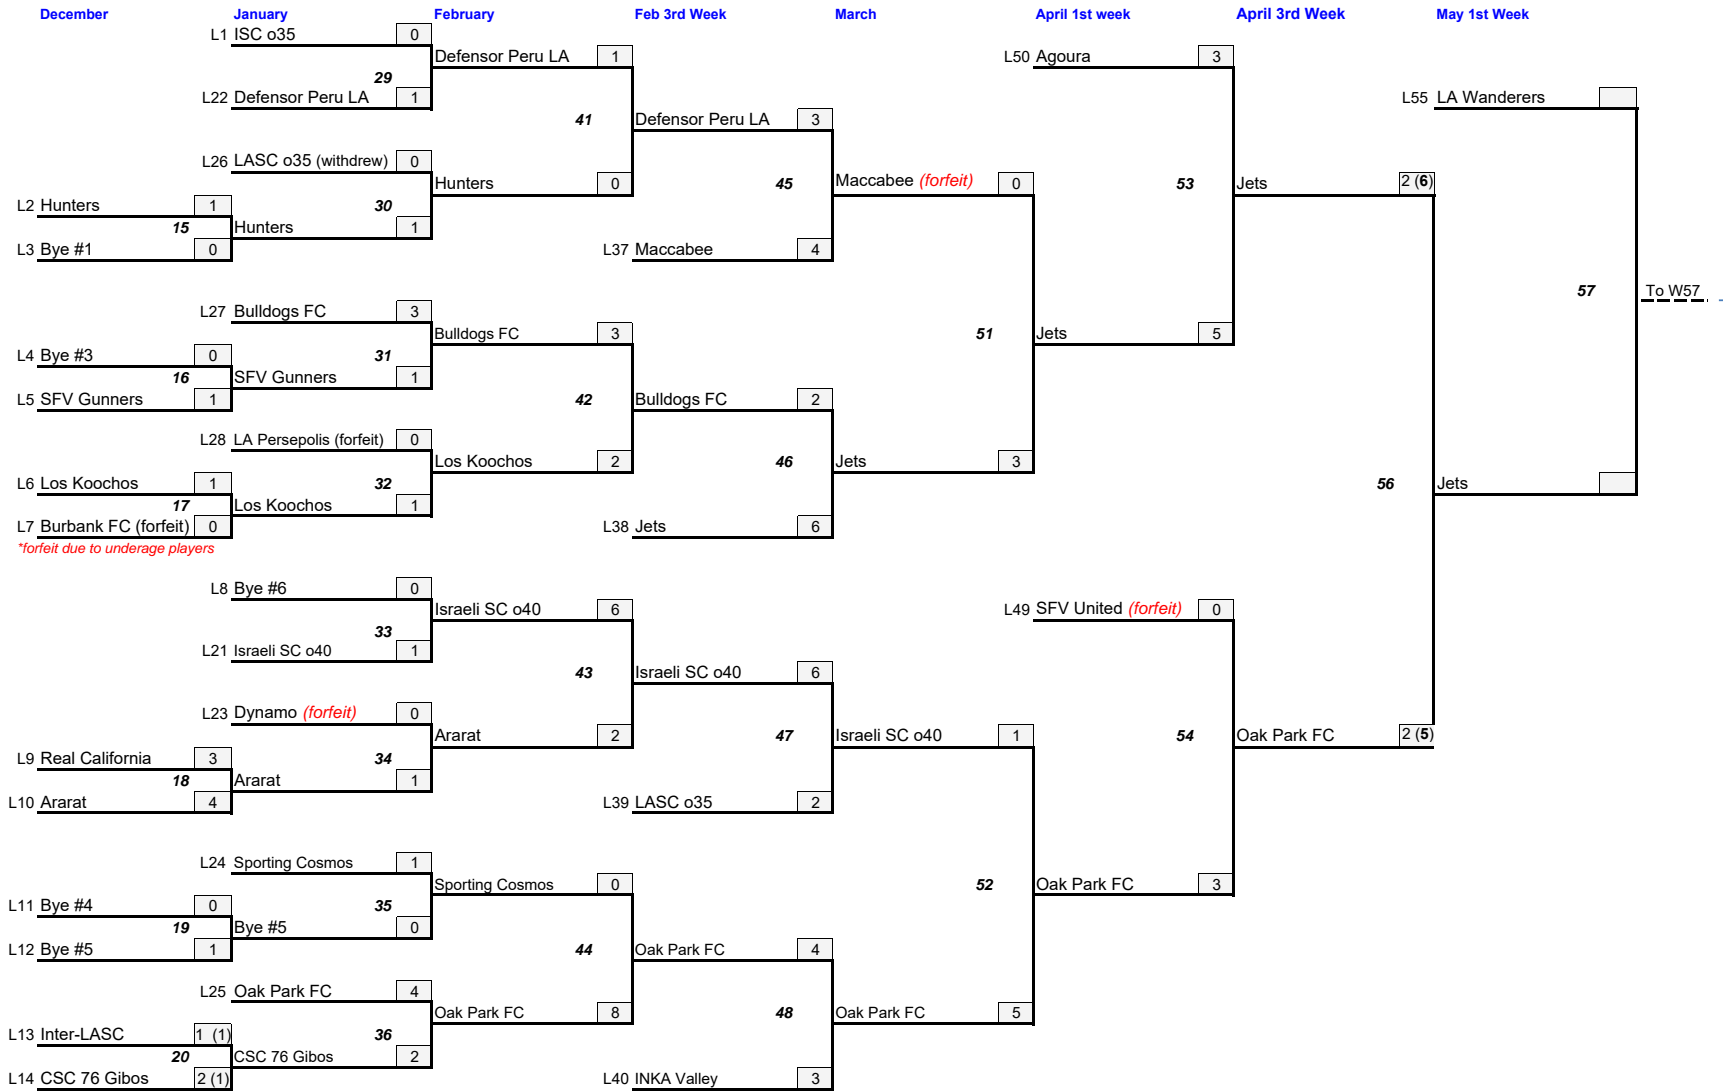 December January February Feb 3rd Week March April 1st week April 3rd Week May 1st Week
L1 ISC o35 0
Defensor Peru LA 1
L50 Agoura 3
29
L22 Defensor Peru LA 1
L55 LA Wanderers
41 Defensor Peru LA 3
L26 LASC o35 (withdrew) 0
Hunters 0
45 Maccabee (forfeit) 0
53 Jets 2 (6)
L2 Hunters 1
30
15 Hunters 1
L3 Bye #1 0
L37 Maccabee 4
57 To W57
L27 Bulldogs FC 3
Bulldogs FC 3
51 Jets 5
L4 Bye #3 0
31
16 SFV Gunners 1
L5 SFV Gunners 1
42 Bulldogs FC 2
L28 LA Persepolis (forfeit) 0
Los Koochos 2
46 Jets 3
L6 Los Koochos 1
32
56 Jets
17 Los Koochos 1
L7 Burbank FC (forfeit) 0
L38 Jets 6
*forfeit due to underage players
L8 Bye #6 0
Israeli SC o40 6
L49 SFV United (forfeit) 0
33
L21 Israeli SC o40 1
43 Israeli SC o40 6
L23 Dynamo (forfeit) 0
Ararat 2
47 Israeli SC o40 1
54 Oak Park FC 2 (5)
L9 Real California 3
34
18 Ararat 1
L10 Ararat 4
L39 LASC o35 2
L24 Sporting Cosmos 1
Sporting Cosmos 0
52 Oak Park FC 3
L11 Bye #4 0
35
19 Bye #5 0
L12 Bye #5 1
44 Oak Park FC 4
L25 Oak Park FC 4
Oak Park FC 8
48 Oak Park FC 5
L13 Inter-LASC 1 (1)
36
20 CSC 76 Gibos 2
L14 CSC 76 Gibos 2 (1)
L40 INKA Valley 3